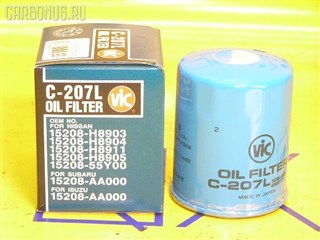 CARBONUS.RU
C-207L
OIL FILTER
VIC
OEM NO.
FOR NISSAN
15208-H8903
15208-H8904
15208-H8911
15208-H8905
15208-55Y00
FOR SUBARU
15208-AA000
FOR ISUZU
15208-AA000
2
VIC
OIL FILTER
C-207L
MADE IN JAPAN